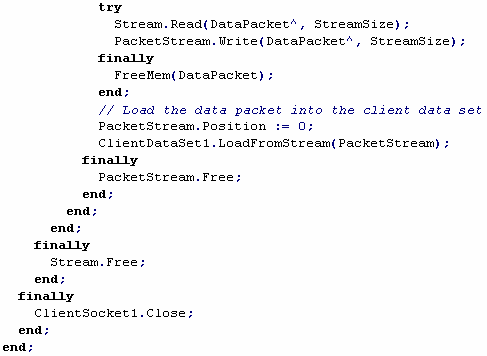 try
Stream.Read(DataPacket^, StreamSize);
PacketStream.Write(DataPacket^, StreamSize);
finally
FreeMem(DataPacket);
end;
// Load the data packet into the client data set
PacketStream.Position := 0;
ClientDataSet1.LoadFromStream(PacketStream);
finally
PacketStream.Free;
end;
end;
end;
finally
Stream.Free;
end;
finally
ClientSocket1.Close;
end;
end;